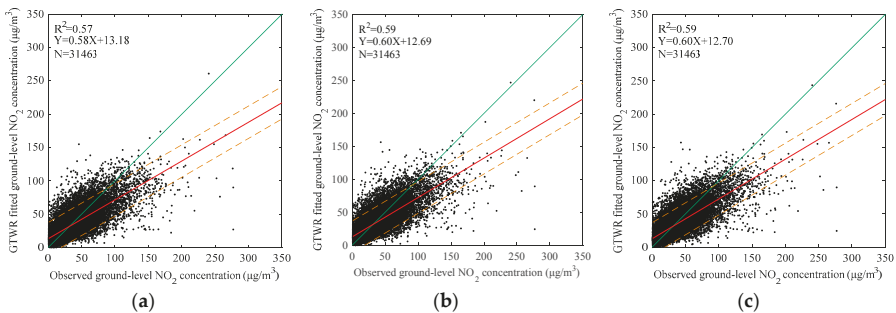 R²=0.57
Y=0.58X+13.18
N=31463
GTWR fitted ground-level NO₂ concentration (μg/m³)
350
300
250
200
150
100
50
0
0 50 100 150 200 250 300 350
Observed ground-level NO₂ concentration (μg/m³)
(a)
R²=0.59
Y=0.60X+12.69
N=31463
GTWR fitted ground-level NO₂ concentration (μg/m³)
350
300
250
200
150
100
50
0
0 50 100 150 200 250 300 350
Observed ground-level NO₂ concentration (μg/m³)
(b)
R²=0.59
Y=0.60X+12.70
N=31463
GTWR fitted ground-level NO₂ concentration (μg/m³)
350
300
250
200
150
100
50
0
0 50 100 150 200 250 300 350
Observed ground-level NO₂ concentration (μg/m³)
(c)